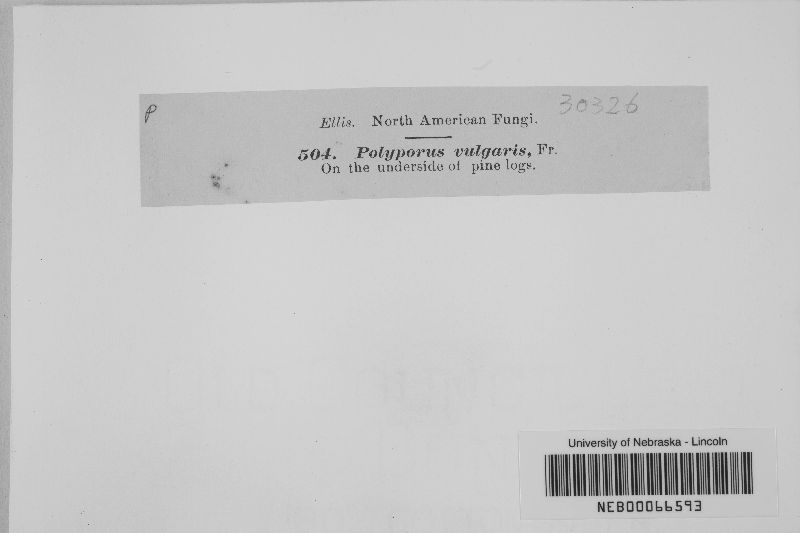 P
30326
Ellis. North American Fungi.
504. Polyporus vulgaris, Fr.
On the underside of pine logs.
University of Nebraska - Lincoln
NEB00066593